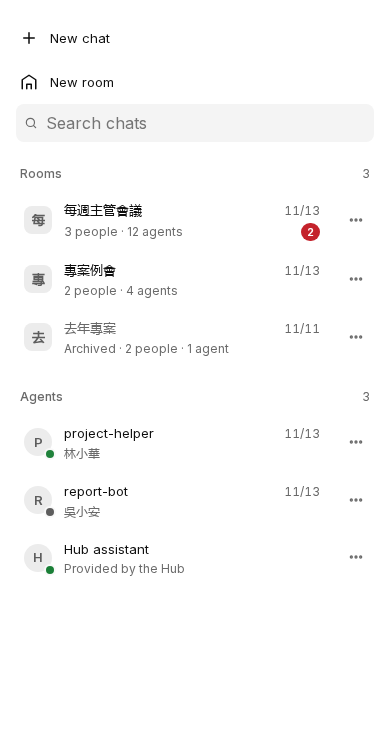 New chat
New room
Search chats
Rooms 3
每 每週主管會議 11/13
3 people · 12 agents 2
專 專案例會 11/13
2 people · 4 agents
去 去年專案 11/11
Archived · 2 people · 1 agent
Agents 3
P project-helper 11/13
林小華
R report-bot 11/13
吳小安
H Hub assistant
Provided by the Hub